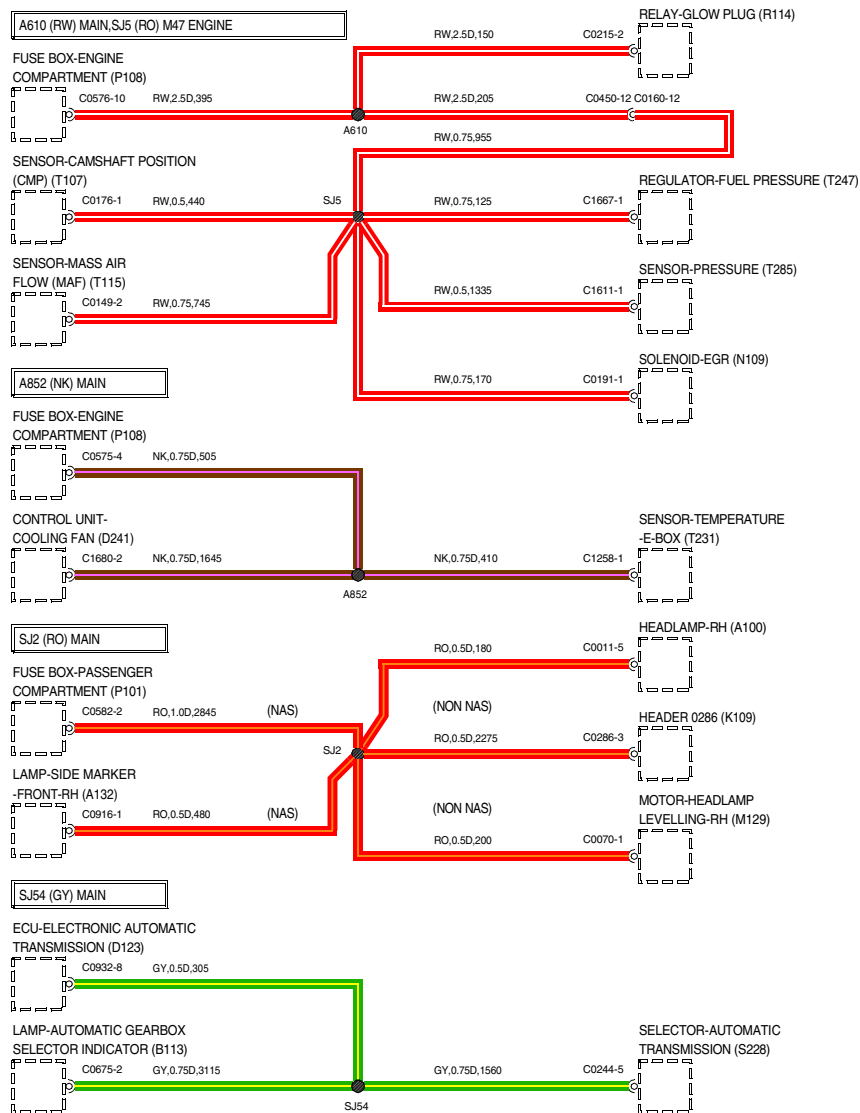 A610 (RW) MAIN,SJ5 (RO) M47 ENGINE
RELAY-GLOW PLUG (R114)
RW,2.5D,150
C0215-2
FUSE BOX-ENGINE
COMPARTMENT (P108)
C0576-10
RW,2.5D,395
RW,2.5D,205
C0450-12 C0160-12
A610
RW,0.75,955
SENSOR-CAMSHAFT POSITION
(CMP) (T107)
C0176-1
RW,0.5,440
SJ5
RW,0.75,125
C1667-1
REGULATOR-FUEL PRESSURE (T247)
SENSOR-MASS AIR
FLOW (MAF) (T115)
C0149-2
RW,0.75,745
RW,0.5,1335
C1611-1
SENSOR-PRESSURE (T285)
SOLENOID-EGR (N109)
RW,0.75,170
C0191-1
A852 (NK) MAIN
FUSE BOX-ENGINE
COMPARTMENT (P108)
C0575-4
NK,0.75D,505
CONTROL UNIT-
COOLING FAN (D241)
C1680-2
NK,0.75D,1645
NK,0.75D,410
C1258-1
SENSOR-TEMPERATURE
-E-BOX (T231)
A852
SJ2 (RO) MAIN
HEADLAMP-RH (A100)
RO,0.5D,180
C0011-5
FUSE BOX-PASSENGER
COMPARTMENT (P101)
C0582-2
RO,1.0D,2845
(NAS)
(NON NAS)
HEADER 0286 (K109)
RO,0.5D,2275
C0286-3
SJ2
LAMP-SIDE MARKER
-FRONT-RH (A132)
C0916-1
RO,0.5D,480
(NAS)
(NON NAS)
MOTOR-HEADLAMP
LEVELLING-RH (M129)
RO,0.5D,200
C0070-1
SJ54 (GY) MAIN
ECU-ELECTRONIC AUTOMATIC
TRANSMISSION (D123)
C0932-8
GY,0.5D,305
LAMP-AUTOMATIC GEARBOX
SELECTOR INDICATOR (B113)
C0675-2
GY,0.75D,3115
GY,0.75D,1560
C0244-5
SELECTOR-AUTOMATIC
TRANSMISSION (S228)
SJ54